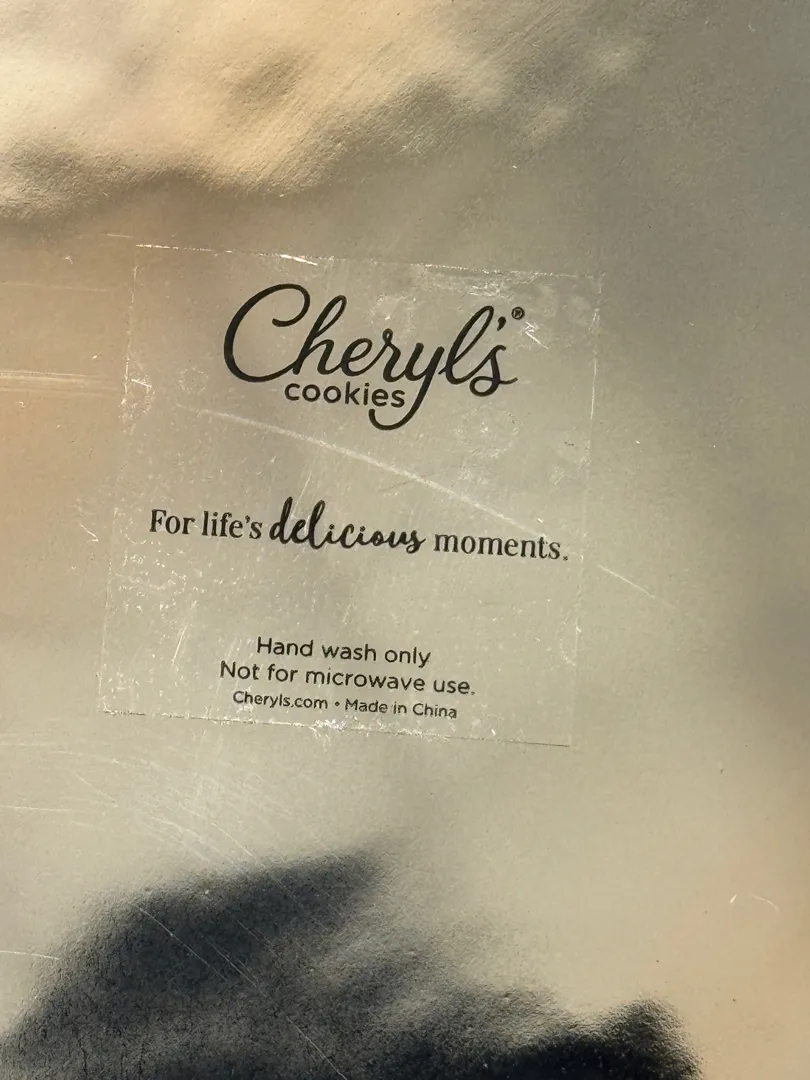 Cheryl's®
cookies
For life's delicious moments.
Hand wash only
Not for microwave use.
Cheryls.com • Made in China